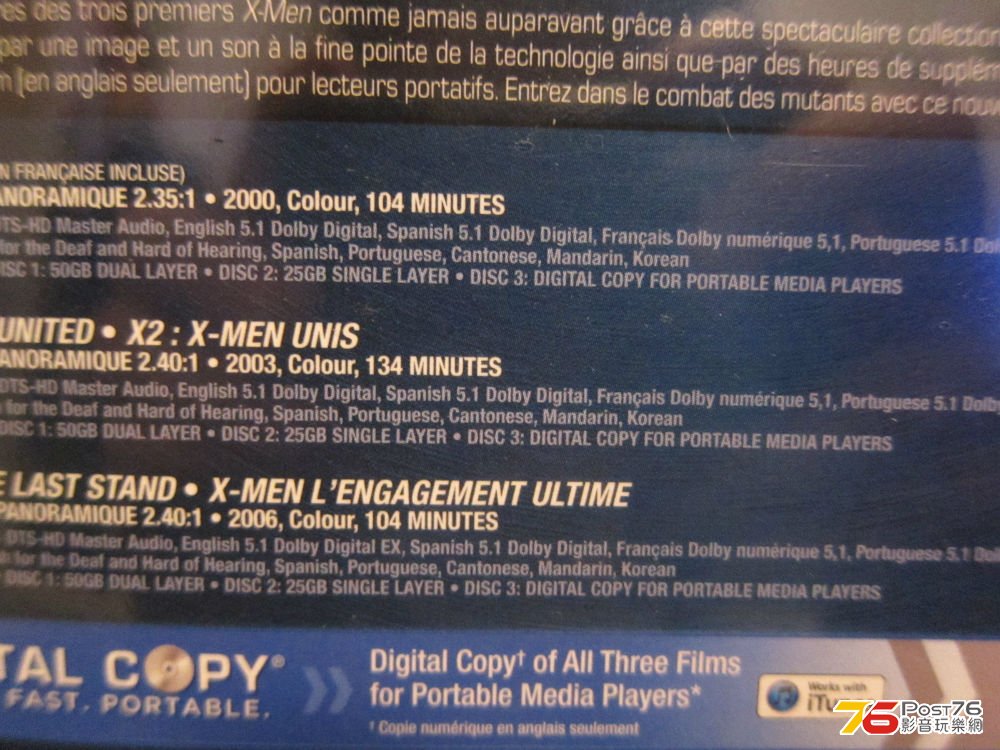 es des trois premiers X-Men comme jamais auparavant grâce à cette spectaculaire collection
par une image et un son à la fine pointe de la technologie ainsi que par des heures de supplém
m (en anglais seulement) pour lecteurs portatifs. Entrez dans le combat des mutants avec ce nouv
N FRANÇAISE INCLUSE)
ANORAMIQUE 2.35:1 • 2000, Colour, 104 MINUTES
DTS-HD Master Audio, English 5.1 Dolby Digital, Spanish 5.1 Dolby Digital, Français Dolby numérique 5,1, Portuguese 5.1 Dol
for the Deaf and Hard of Hearing, Spanish, Portuguese, Cantonese, Mandarin, Korean
DISC 1: 50GB DUAL LAYER • DISC 2: 25GB SINGLE LAYER • DISC 3: DIGITAL COPY FOR PORTABLE MEDIA PLAYERS
UNITED • X2 : X-MEN UNIS
PANORAMIQUE 2.40:1 • 2003, Colour, 134 MINUTES
DTS-HD Master Audio, English 5.1 Dolby Digital, Spanish 5.1 Dolby Digital, Français Dolby numérique 5,1, Portuguese 5.1 Dolb
for the Deaf and Hard of Hearing, Spanish, Portuguese, Cantonese, Mandarin, Korean
DISC 1: 50GB DUAL LAYER • DISC 2: 25GB SINGLE LAYER • DISC 3: DIGITAL COPY FOR PORTABLE MEDIA PLAYERS
E LAST STAND • X-MEN L'ENGAGEMENT ULTIME
PANORAMIQUE 2.40:1 • 2006, Colour, 104 MINUTES
DTS-HD Master Audio, English 5.1 Dolby Digital EX, Spanish 5.1 Dolby Digital, Français Dolby numérique 5,1, Portuguese 5.1 Dol
for the Deaf and Hard of Hearing, Spanish, Portuguese, Cantonese, Mandarin, Korean
DISC 1: 50GB DUAL LAYER • DISC 2: 25GB SINGLE LAYER • DISC 3: DIGITAL COPY FOR PORTABLE MEDIA PLAYERS
TAL COPY®
FAST. PORTABLE.
Digital Copy† of All Three Films
for Portable Media Players*
† Copie numérique en anglais seulement
Works with
iTu
76 Post76
影音玩樂網